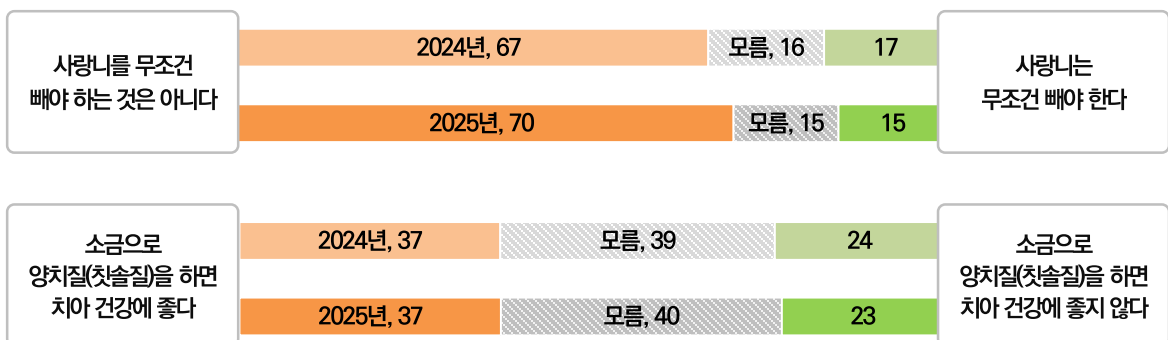 사랑니를 무조건
빼야 하는 것은 아니다
2024년, 67
모름, 16
17
2025년, 70
모름, 15
15
사랑니는
무조건 빼야 한다
소금으로
양치질(칫솔질)을 하면
치아 건강에 좋다
2024년, 37
모름, 39
24
2025년, 37
모름, 40
23
소금으로
양치질(칫솔질)을 하면
치아 건강에 좋지 않다